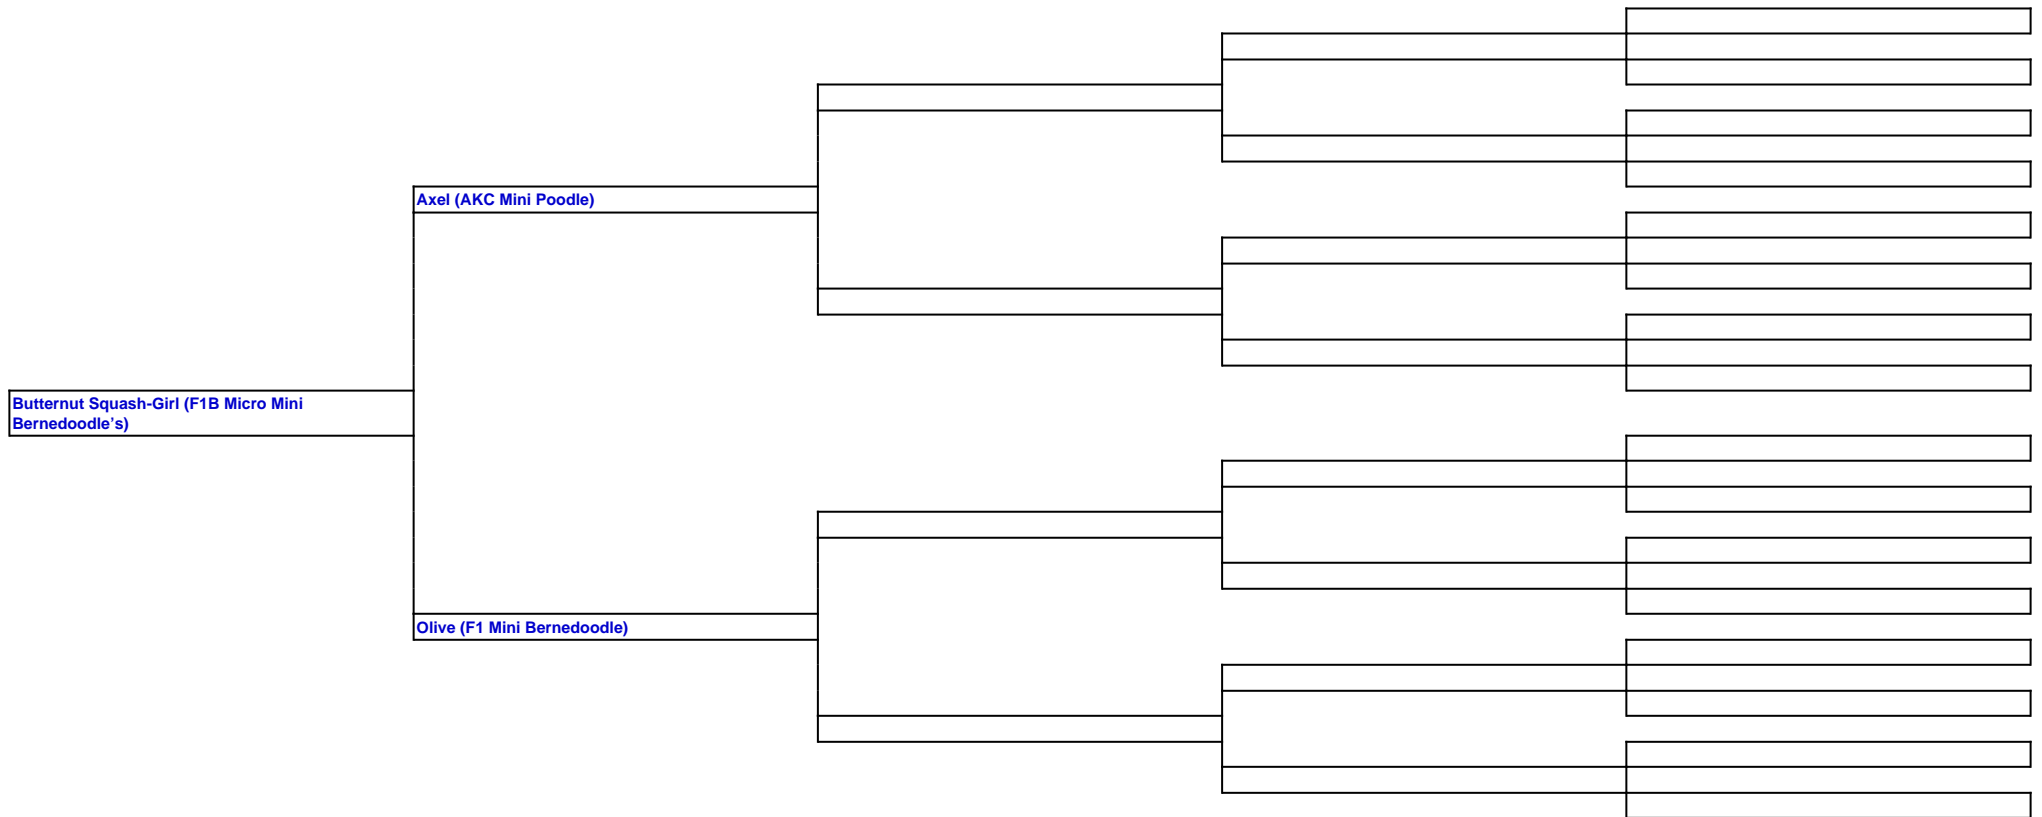 Axel (AKC Mini Poodle)
Butternut Squash-Girl (F1B Micro Mini
Bernedoodle's)
Olive (F1 Mini Bernedoodle)